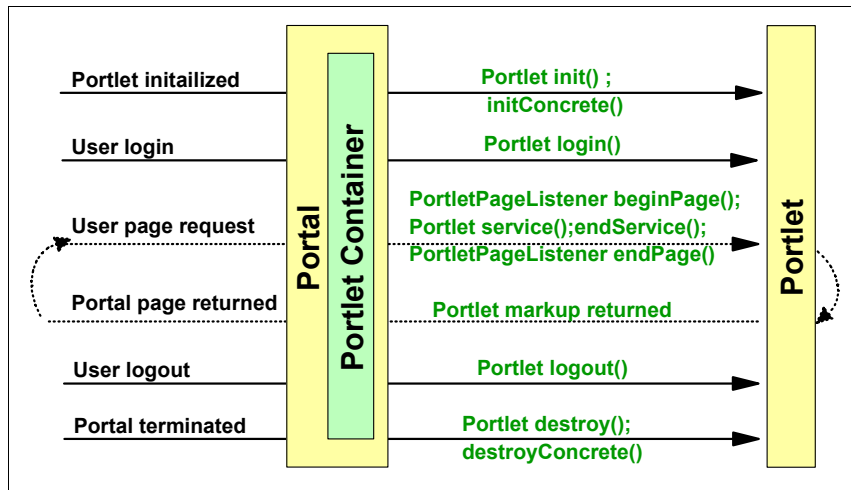 Portlet initailized
Portlet init() ;
initConcrete()
User login
Portlet login()
PortletPageListener beginPage();
User page request
Portlet service();endService();
PortletPageListener endPage()
Portal
Portlet Container
Portlet
Portal page returned
Portlet markup returned
User logout
Portlet logout()
Portal terminated
Portlet destroy();
destroyConcrete()